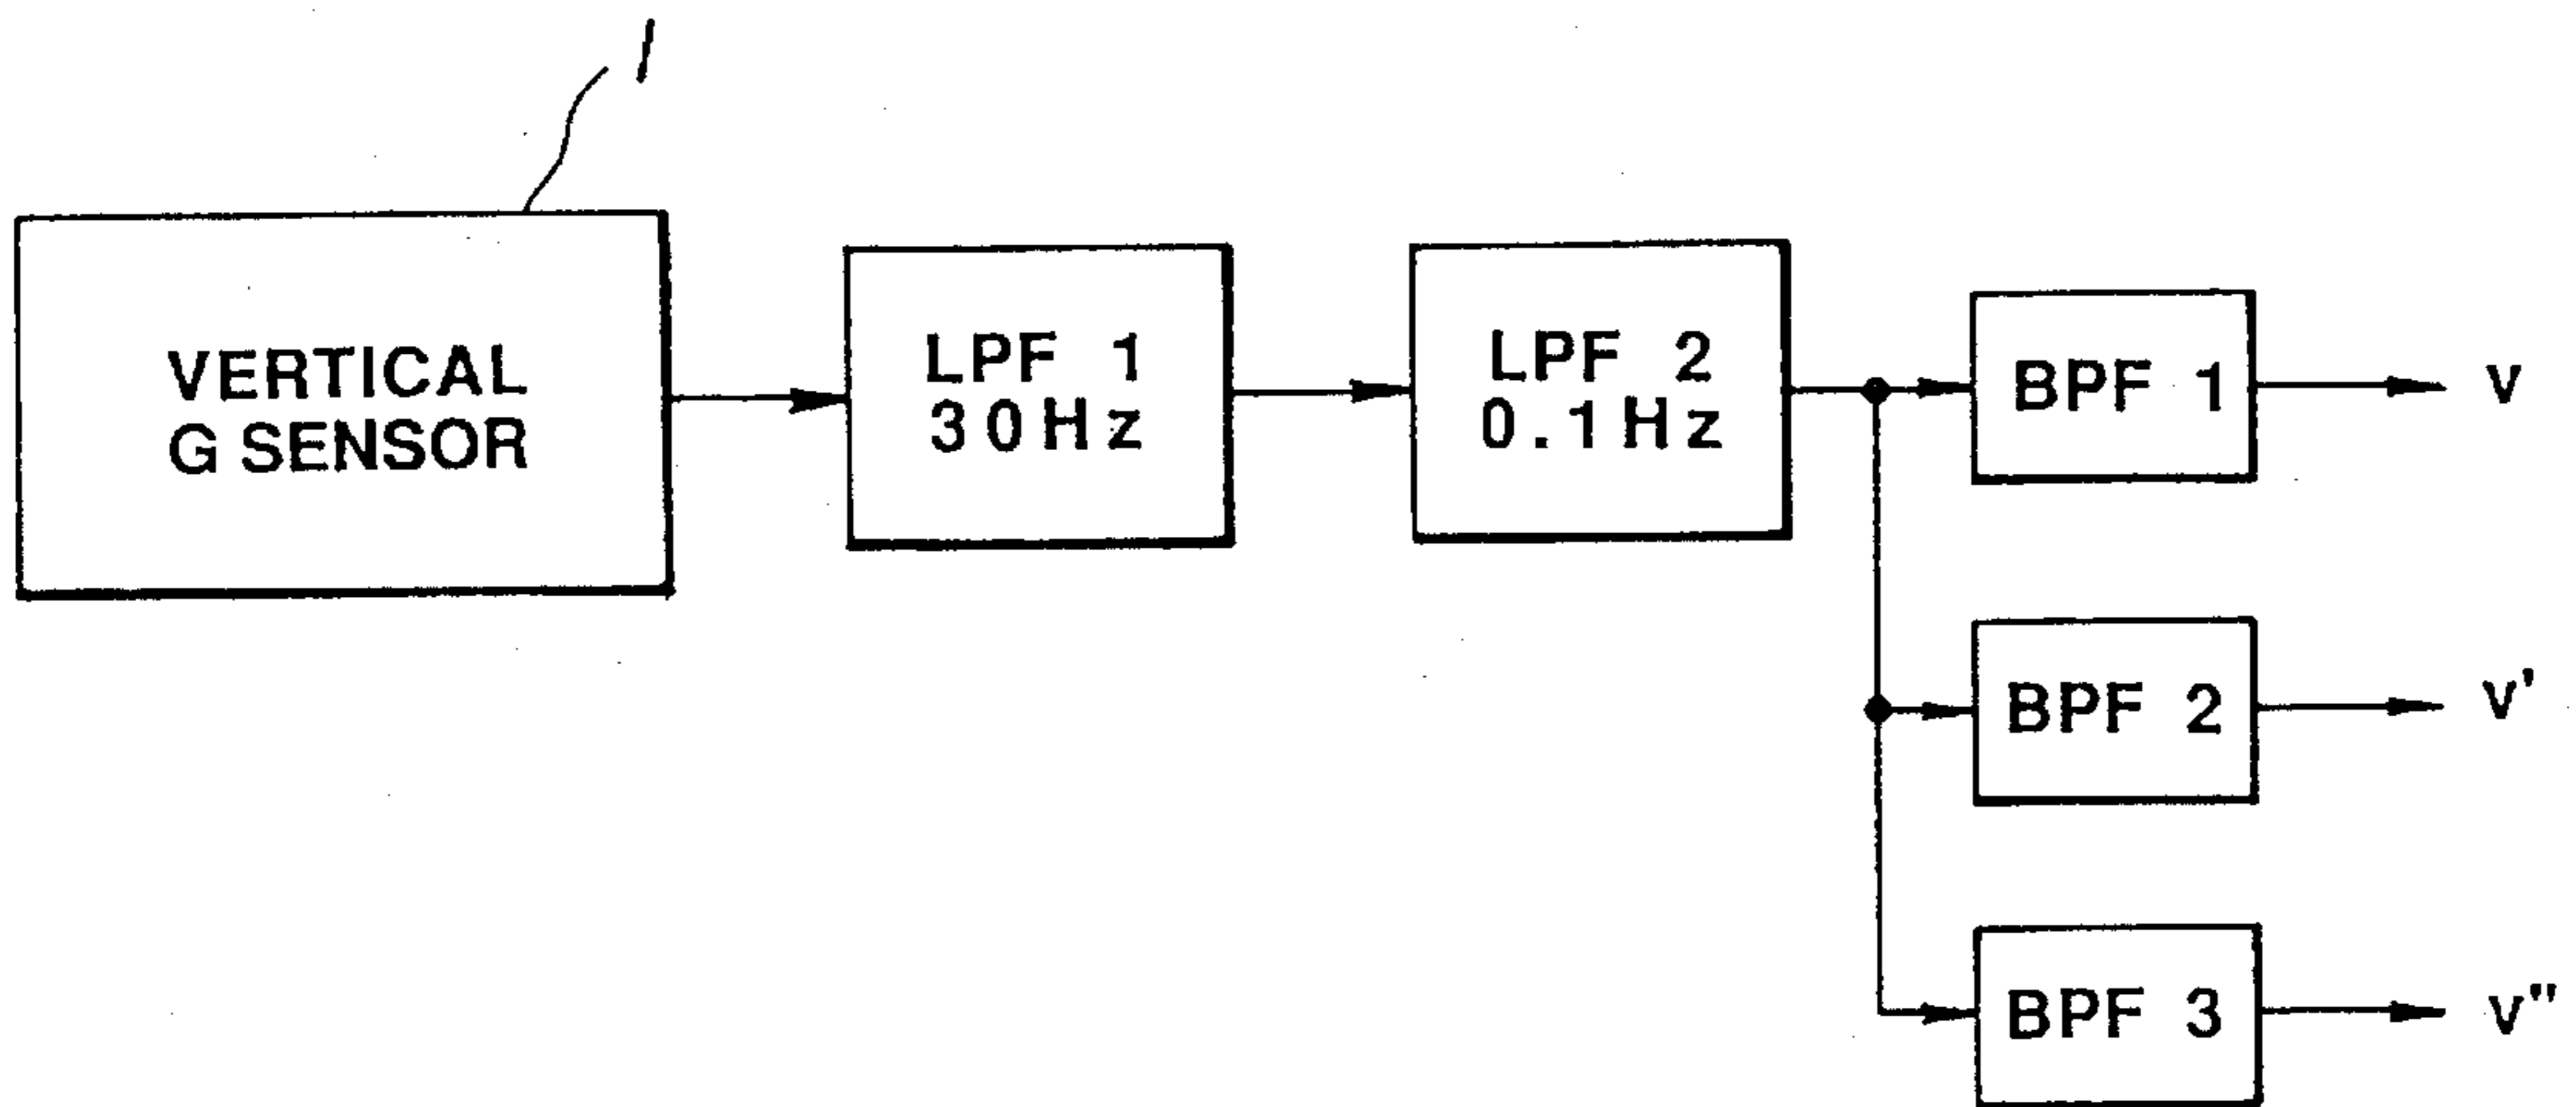 1
VERTICAL
G SENSOR
LPF 1
30Hz
LPF 2
0.1Hz
BPF 1
v
BPF 2
v'
BPF 3
v"